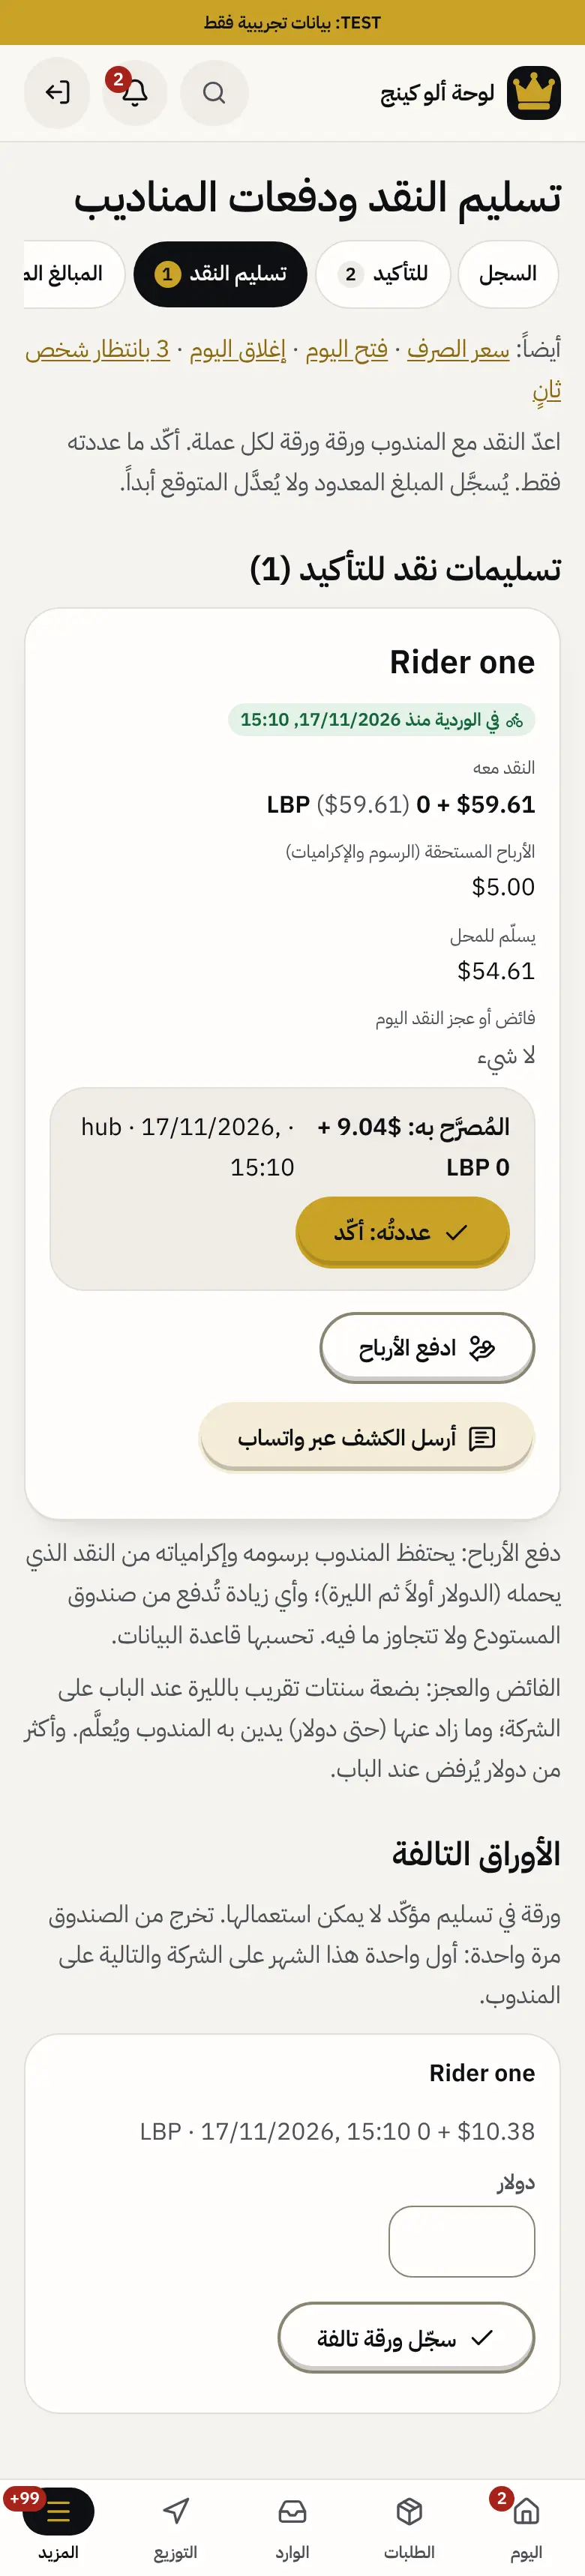 TEST: بيانات تجريبية فقط
لوحة ألو كينج
2
تسليم النقد ودفعات المناديب
السجل
للتأكيد 2
تسليم النقد 1
المبالغ الم
أيضاً: سعر الصرف · فتح اليوم · إغلاق اليوم · 3 بانتظار شخص
ثانٍ
اعدّ النقد مع المندوب ورقة ورقة لكل عملة. أكّد ما عددته
فقط. يُسجَّل المبلغ المعدود ولا يُعدَّل المتوقع أبداً.
تسليمات نقد للتأكيد (1)
Rider one
في الوردية منذ 17/11/2026, 15:10
النقد معه
$59.61 + 0 LBP ($59.61)
الأرباح المستحقة (الرسوم والإكراميات)
$5.00
يسلّم للمحل
$54.61
فائض أو عجز النقد اليوم
لا شيء
المُصرَّح به: $9.04 +
0 LBP
· hub · 17/11/2026,
15:10
عددتُه: أكّد
ادفع الأرباح
أرسل الكشف عبر واتساب
دفع الأرباح: يحتفظ المندوب برسومه وإكرامياته من النقد الذي
يحمله (الدولار أولاً ثم الليرة)؛ وأي زيادة تُدفع من صندوق
المستودع ولا تتجاوز ما فيه. تحسبها قاعدة البيانات.
الفائض والعجز: بضعة سنتات تقريب بالليرة عند الباب على
الشركة؛ وما زاد عنها (حتى دولار) يدين به المندوب ويُعلَّم. وأكثر
من دولار يُرفض عند الباب.
الأوراق التالفة
ورقة في تسليم مؤكّد لا يمكن استعمالها. تخرج من الصندوق
مرة واحدة: أول واحدة هذا الشهر على الشركة والتالية على
المندوب.
Rider one
$10.38 + 0 LBP · 17/11/2026, 15:10
دولار
سجّل ورقة تالفة
2
اليوم
الطلبات
الوارد
التوزيع
99+
المزيد